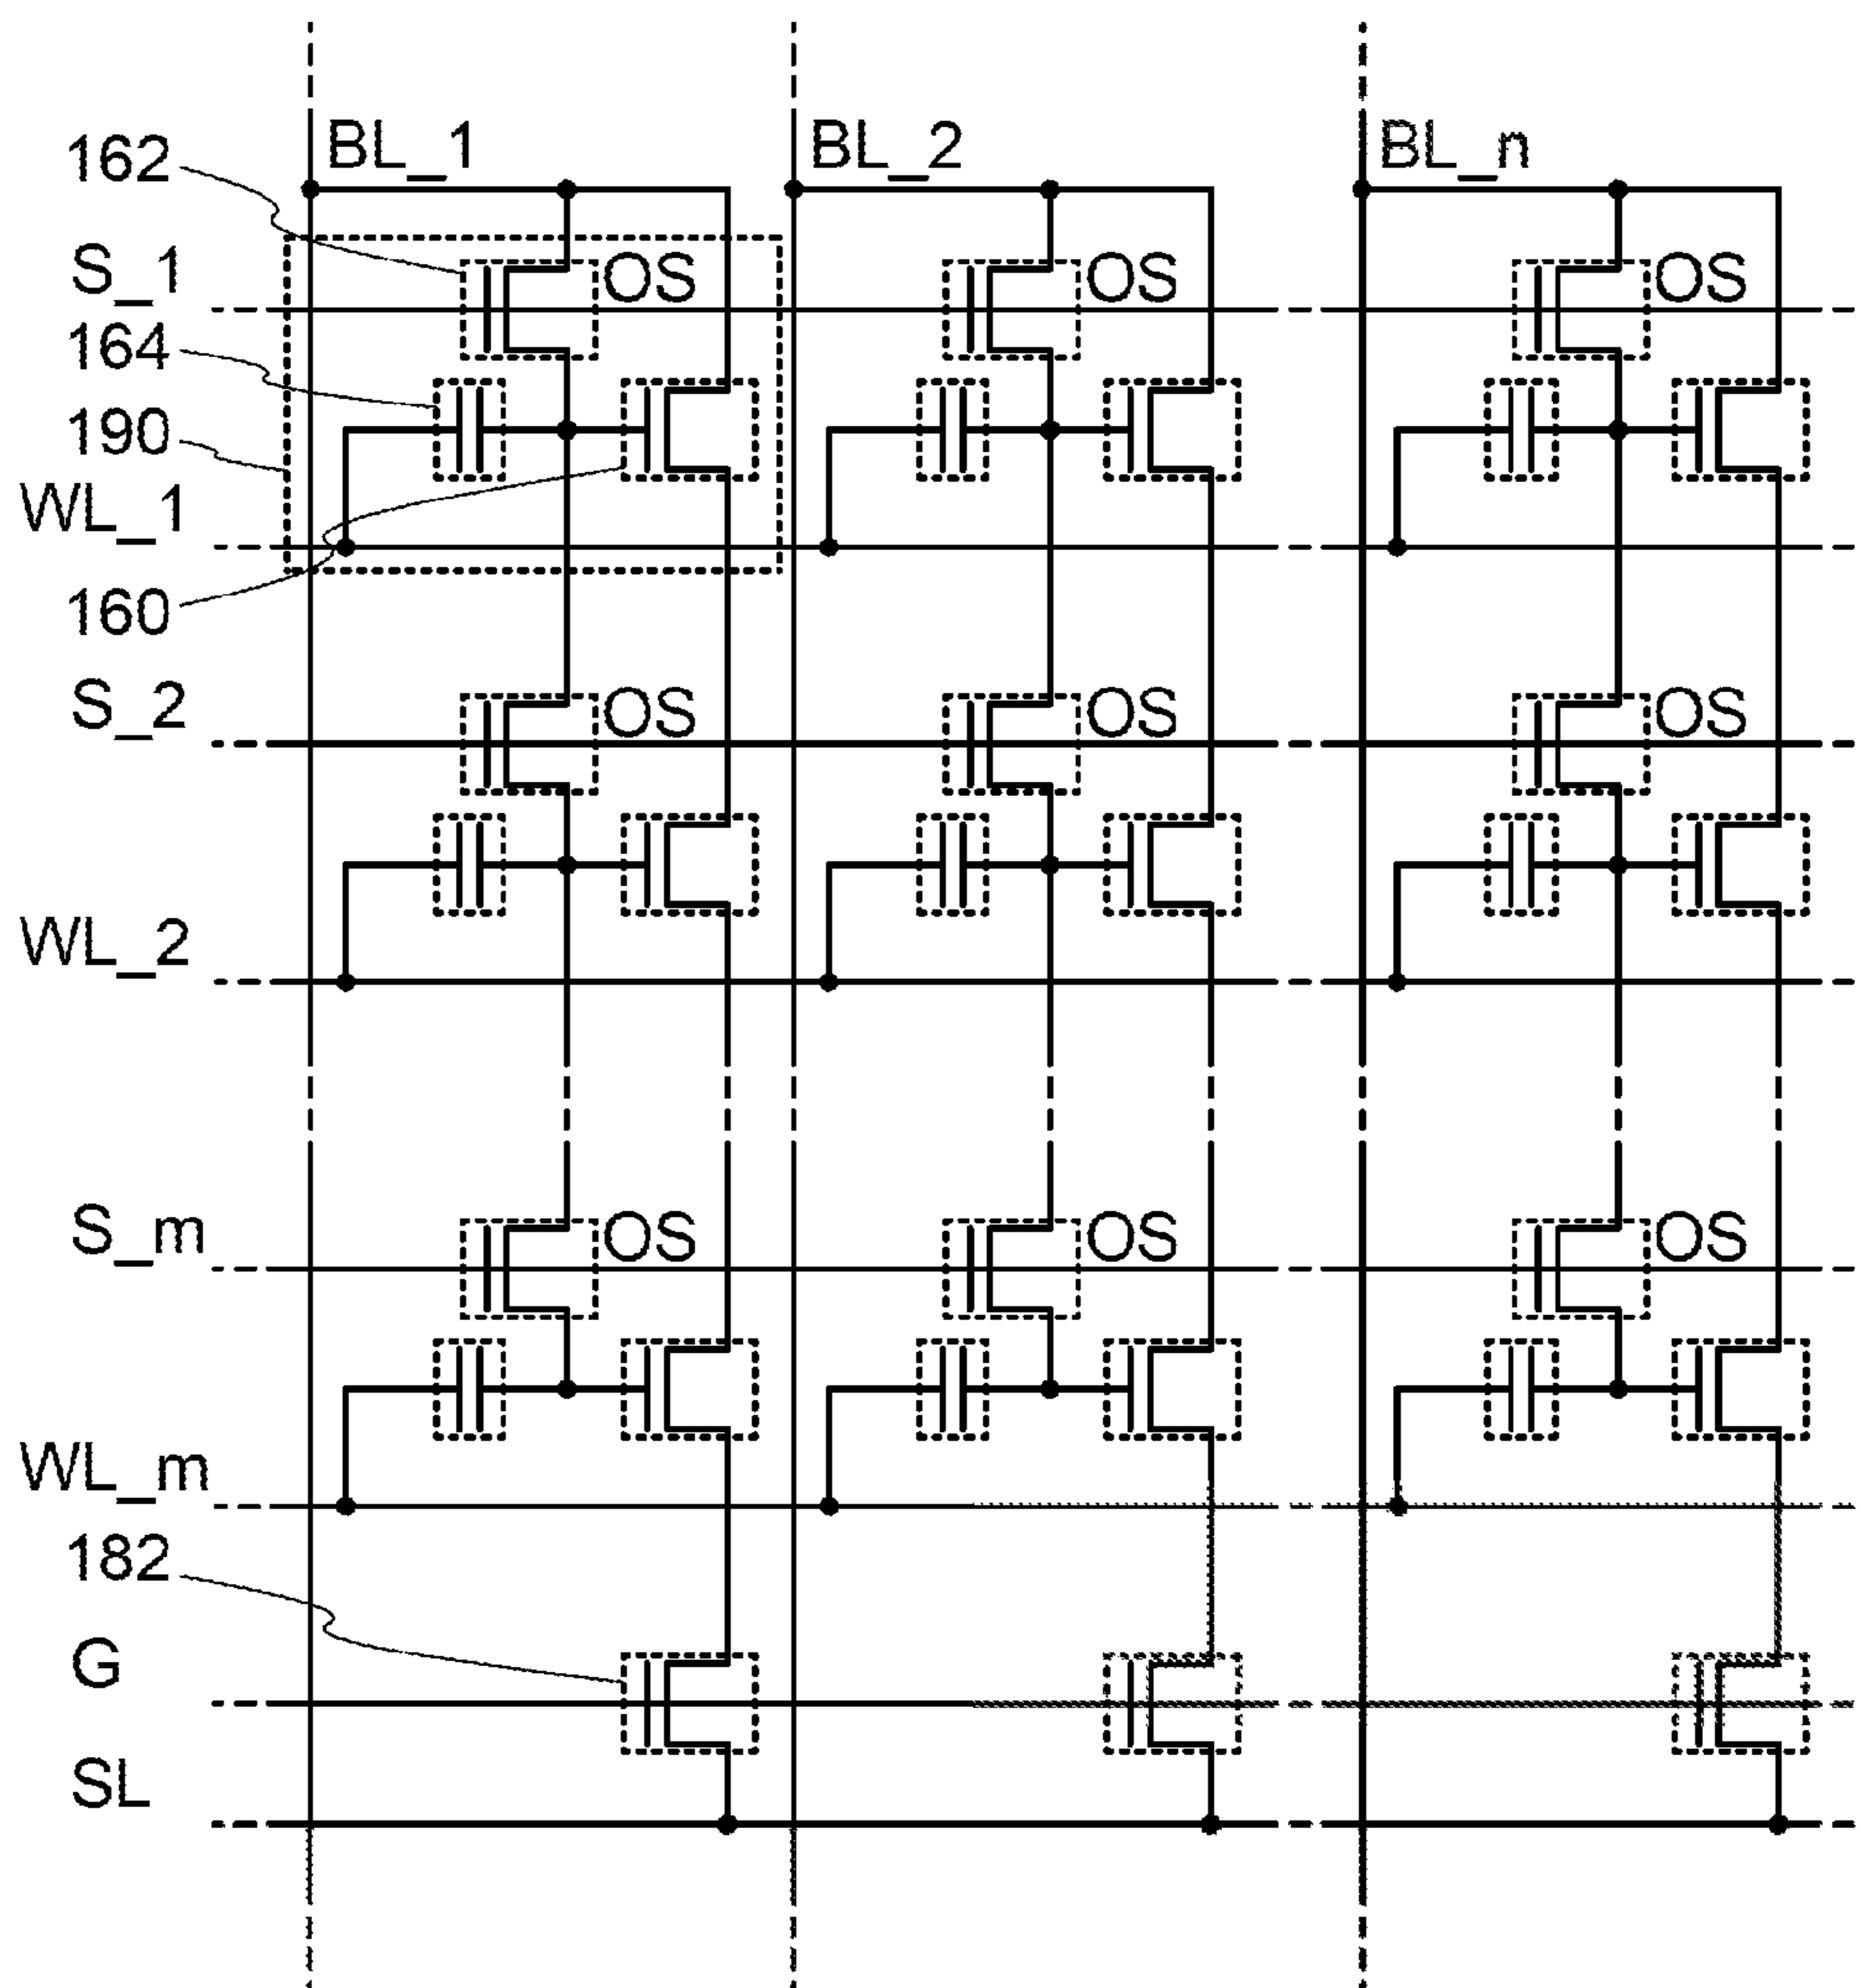 BL_1 BL_2 BL_n
162
S_1 OS OS OS
164
190
WL_1
160
S_2 OS OS OS
WL_2
S_m OS OS OS
WL_m
182
G
SL